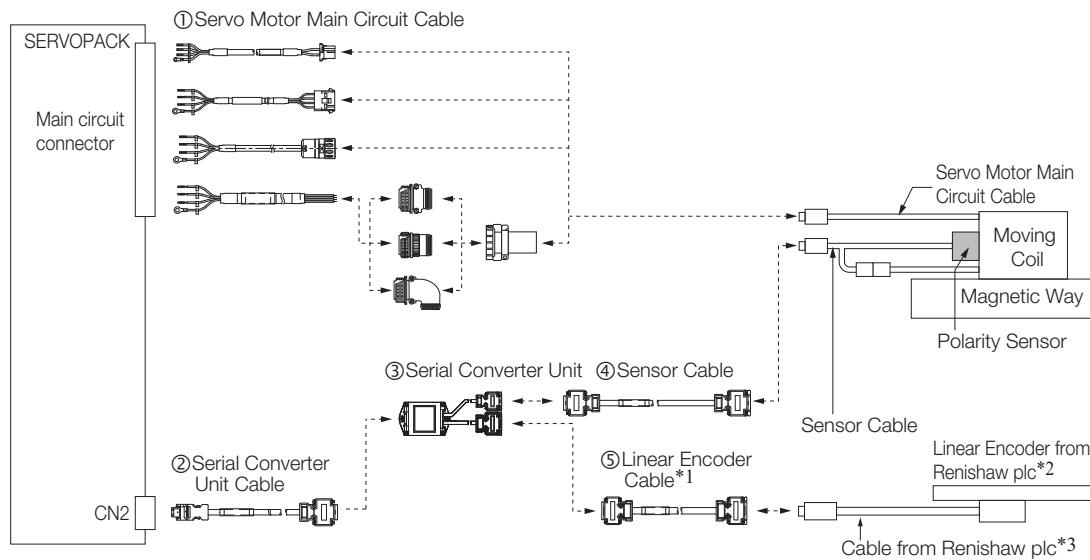 ①Servo Motor Main Circuit Cable
SERVOPACK
Main circuit
connector
Servo Motor Main
Circuit Cable
Moving
Coil
Magnetic Way
Polarity Sensor
③Serial Converter Unit
④Sensor Cable
Sensor Cable
②Serial Converter
Unit Cable
⑤Linear Encoder
Cable*1
Linear Encoder from
Renishaw plc*2
CN2
Cable from Renishaw plc*3